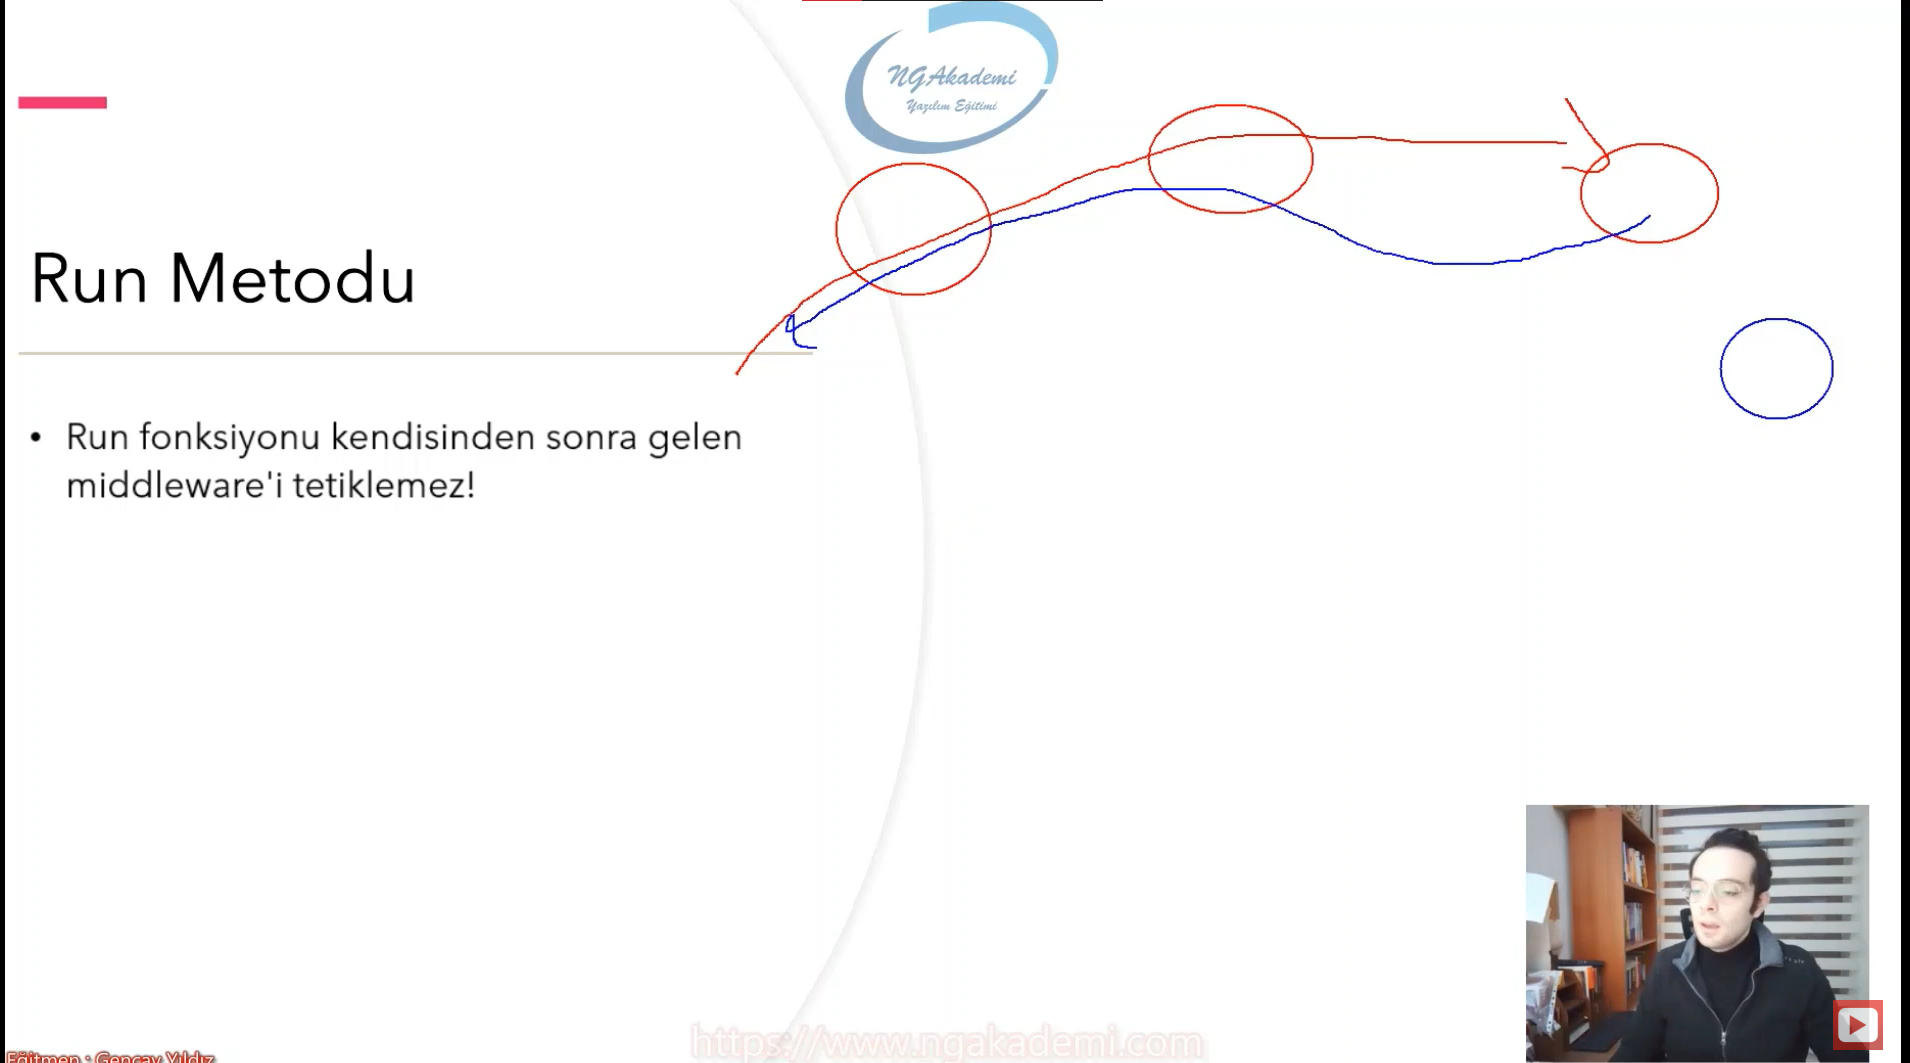 NGAkademi
Yazılım Eğitimi
Run Metodu
• Run fonksiyonu kendisinden sonra gelen
middleware'i tetiklemez!
https://www.ngakademi.com
Eğitmen : Gençay Yıldız